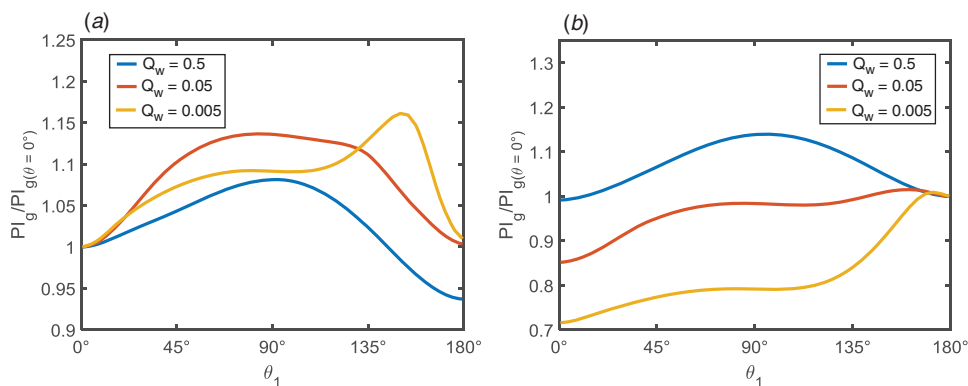 (a)
1.25
1.2
1.15
1.1
1.05
1
0.95
0.9
PI_g/PI_g(θ = 0°)
Q_w = 0.5
Q_w = 0.05
Q_w = 0.005
0° 45° 90° 135° 180°
θ_1
(b)
1.3
1.2
1.1
1
0.9
0.8
0.7
PI_g/PI_g(θ = 0°)
Q_w = 0.5
Q_w = 0.05
Q_w = 0.005
0° 45° 90° 135° 180°
θ_1